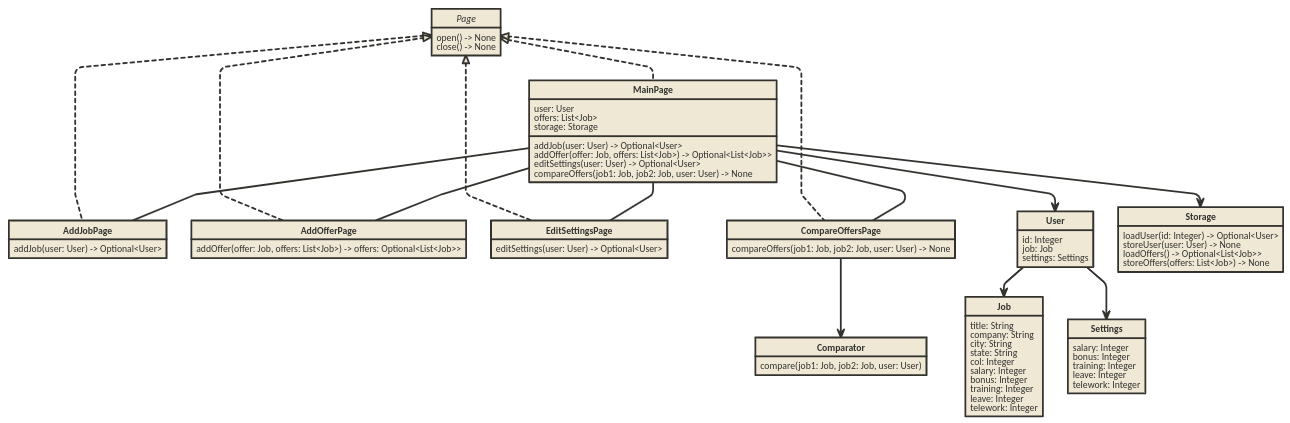 Page
open() -> None
close() -> None
MainPage
user: User
offers: List<Job>
storage: Storage
addJob(user: User) -> Optional<User>
addOffer(offer: Job, offers: List<Job>) -> Optional<List<Job>>
editSettings(user: User) -> Optional<User>
compareOffers(job1: Job, job2: Job, user: User) -> None
AddJobPage
addJob(user: User) -> Optional<User>
AddOfferPage
addOffer(offer: Job, offers: List<Job>) -> offers: Optional<List<Job>>
EditSettingsPage
editSettings(user: User) -> Optional<User>
CompareOffersPage
compareOffers(job1: Job, job2: Job, user: User) -> None
User
id: Integer
job: Job
settings: Settings
Storage
loadUser(id: Integer) -> Optional<User>
storeUser(user: User) -> None
loadOffers() -> Optional<List<Job>>
storeOffers(offers: List<Job>) -> None
Comparator
compare(job1: Job, job2: Job, user: User)
Job
title: String
company: String
city: String
state: String
col: Integer
salary: Integer
bonus: Integer
training: Integer
leave: Integer
telework: Integer
Settings
salary: Integer
bonus: Integer
training: Integer
leave: Integer
telework: Integer